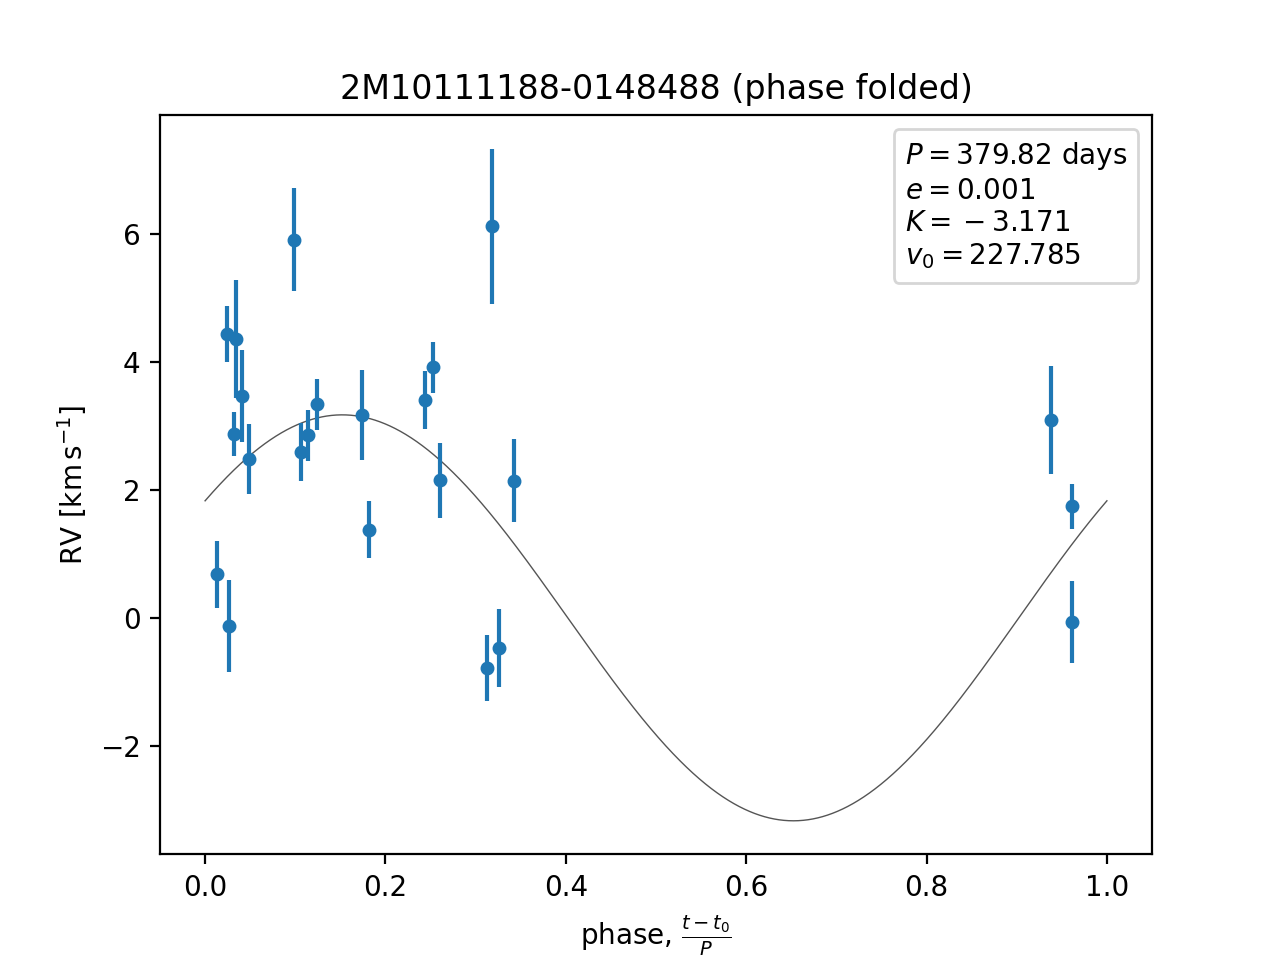 2M10111188-0148488 (phase folded)
P = 379.82 days
e = 0.001
K = −3.171
v₀ = 227.785
RV [km s⁻¹]
6
4
2
0
−2
0.0 0.2 0.4 0.6 0.8 1.0
phase, (t − t₀)/P